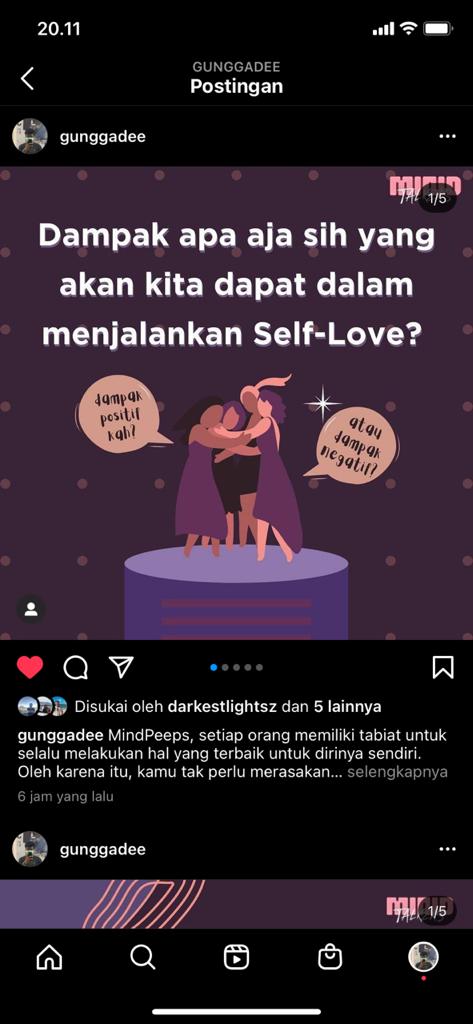 20.11
GUNGGADEE
Postingan
gunggadee
MIND
1/5
Dampak apa aja sih yang
akan kita dapat dalam
menjalankan Self-Love?
dampak
positif
kah?
atau
dampak
negatif?
Disukai oleh darkestlightsz dan 5 lainnya
gunggadee MindPeeps, setiap orang memiliki tabiat untuk
selalu melakukan hal yang terbaik untuk dirinya sendiri.
Oleh karena itu, kamu tak perlu merasakan... selengkapnya
6 jam yang lalu
gunggadee
1/5